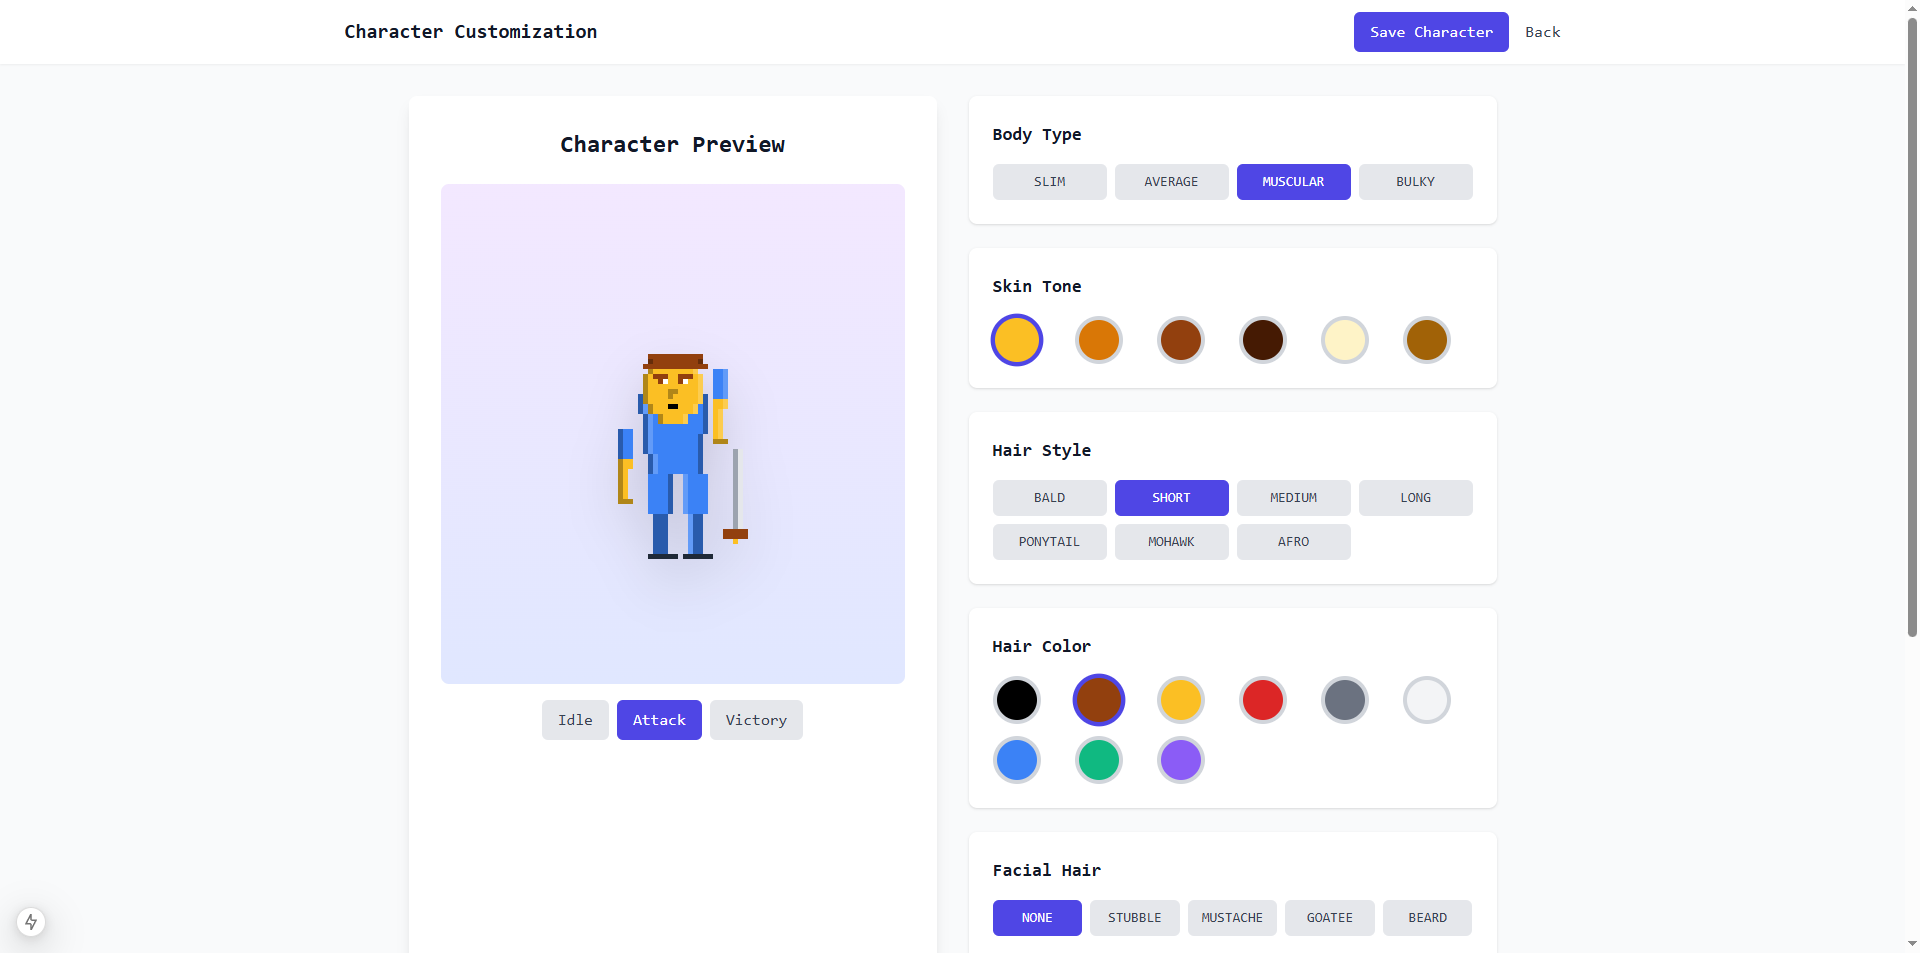 Character Customization
Save Character
Back
Character Preview
Idle
Attack
Victory
Body Type
SLIM
AVERAGE
MUSCULAR
BULKY
Skin Tone
Hair Style
BALD
SHORT
MEDIUM
LONG
PONYTAIL
MOHAWK
AFRO
Hair Color
Facial Hair
NONE
STUBBLE
MUSTACHE
GOATEE
BEARD